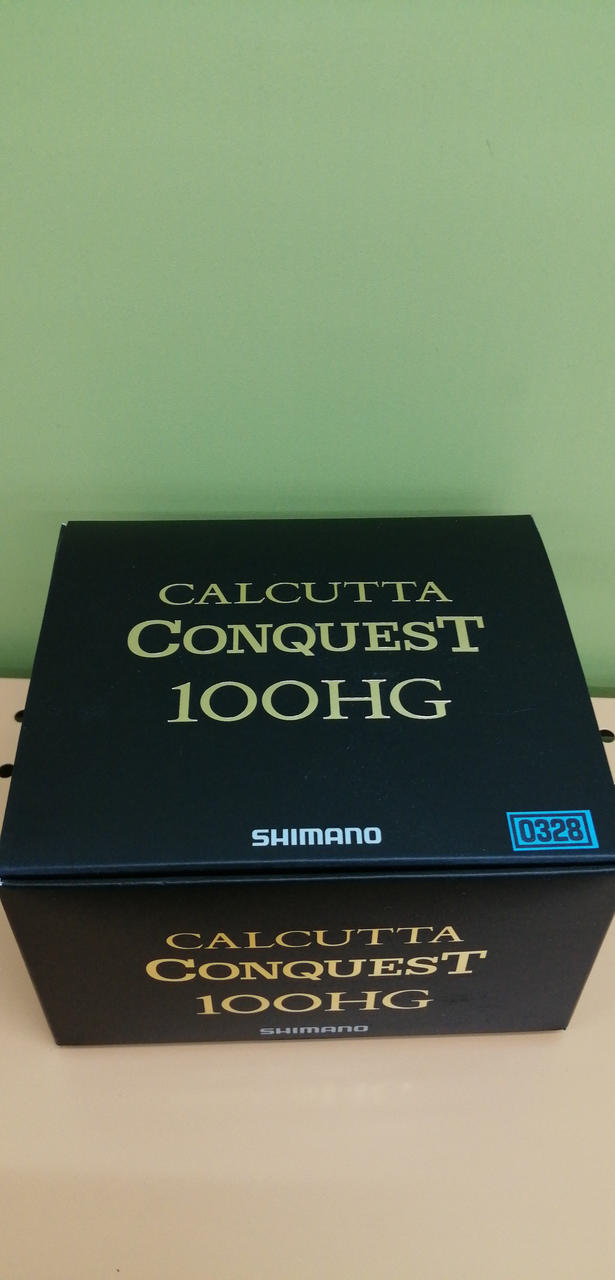 CALCUTTA
CONQUEST
100HG
SHIMANO
0328
CALCUTTA
CONQUEST
100HG
SHIMANO